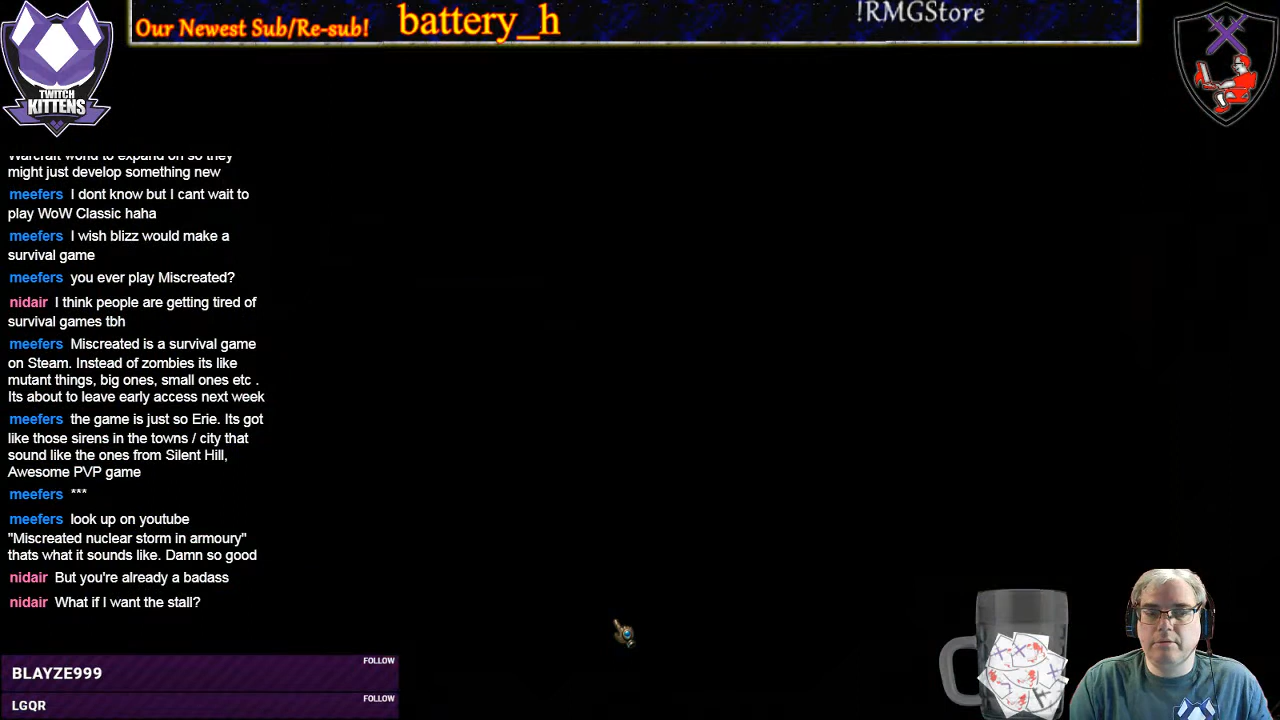 Our Newest Sub/Re-sub! battery_h !RMGStore
TWITCH
KITTENS
Warcraft world to expand on so they
might just develop something new
meefers I dont know but I cant wait to
play WoW Classic haha
meefers I wish blizz would make a
survival game
meefers you ever play Miscreated?
nidair I think people are getting tired of
survival games tbh
meefers Miscreated is a survival game
on Steam. Instead of zombies its like
mutant things, big ones, small ones etc .
Its about to leave early access next week
meefers the game is just so Erie. Its got
like those sirens in the towns / city that
sound like the ones from Silent Hill,
Awesome PVP game
meefers ***
meefers look up on youtube
"Miscreated nuclear storm in armoury"
thats what it sounds like. Damn so good
nidair But you're already a badass
nidair What if I want the stall?
BLAYZE999 FOLLOW
LGQR FOLLOW